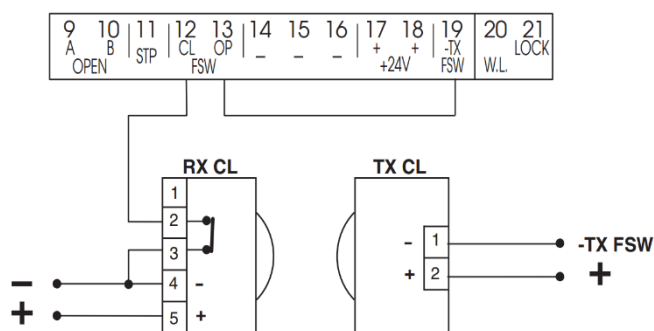 9 10 11 12 13 14 15 16 17 18 19 20 21
A B STP CL OP – – – + + -TX W.L. LOCK
OPEN FSW +24V FSW
RX CL TX CL
1
2
3
4 -
5 +
- 1 -TX FSW
+ 2 +
–
+